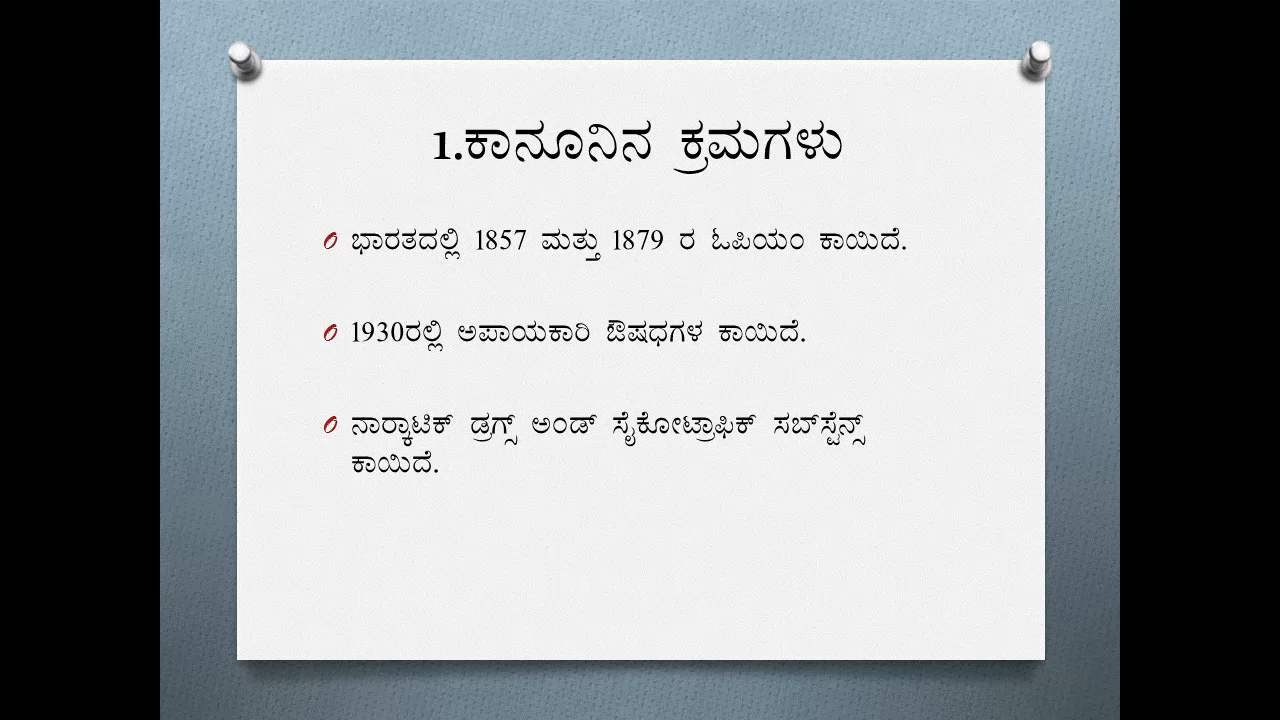 1.ಕಾನೂನಿನ ಕ್ರಮಗಳು
ಭಾರತದಲ್ಲಿ 1857 ಮತ್ತು 1879 ರ ಓಪಿಯಂ ಕಾಯಿದೆ.
1930ರಲ್ಲಿ ಅಪಾಯಕಾರಿ ಔಷಧಗಳ ಕಾಯಿದೆ.
ನಾರ‍್ಕಾಟಿಕ್ ಡ್ರಗ್ಸ್ ಅಂಡ್ ಸೈಕೋಟ್ರಾಫಿಕ್ ಸಬ್‌ಸ್ಟೆನ್ಸ್
ಕಾಯಿದೆ.